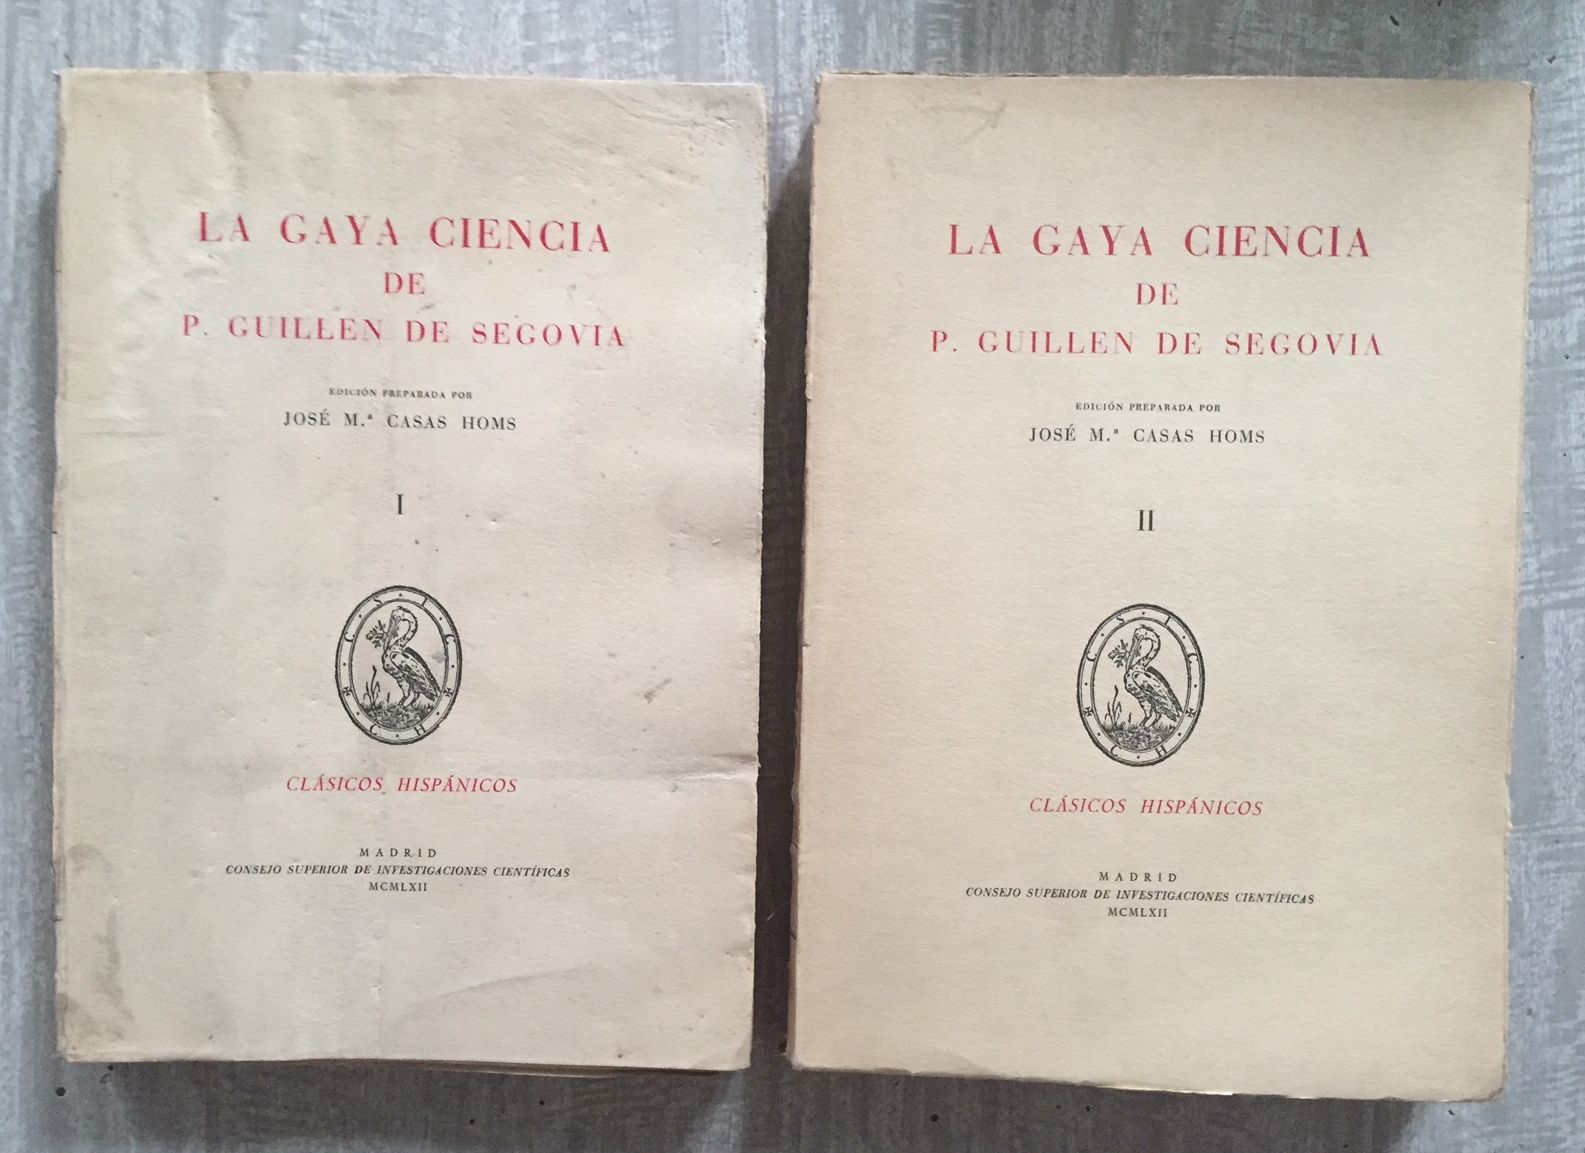 LA GAYA CIENCIA
DE
P. GUILLEN DE SEGOVIA
EDICIÓN PREPARADA POR
JOSÉ M.ª CASAS HOMS
I
· C · S · I · C ·
C · H
CLÁSICOS HISPÁNICOS
MADRID
CONSEJO SUPERIOR DE INVESTIGACIONES CIENTÍFICAS
MCMLXII
LA GAYA CIENCIA
DE
P. GUILLEN DE SEGOVIA
EDICIÓN PREPARADA POR
JOSÉ M.ª CASAS HOMS
II
· C · S · I · C ·
C · H
CLÁSICOS HISPÁNICOS
MADRID
CONSEJO SUPERIOR DE INVESTIGACIONES CIENTÍFICAS
MCMLXII